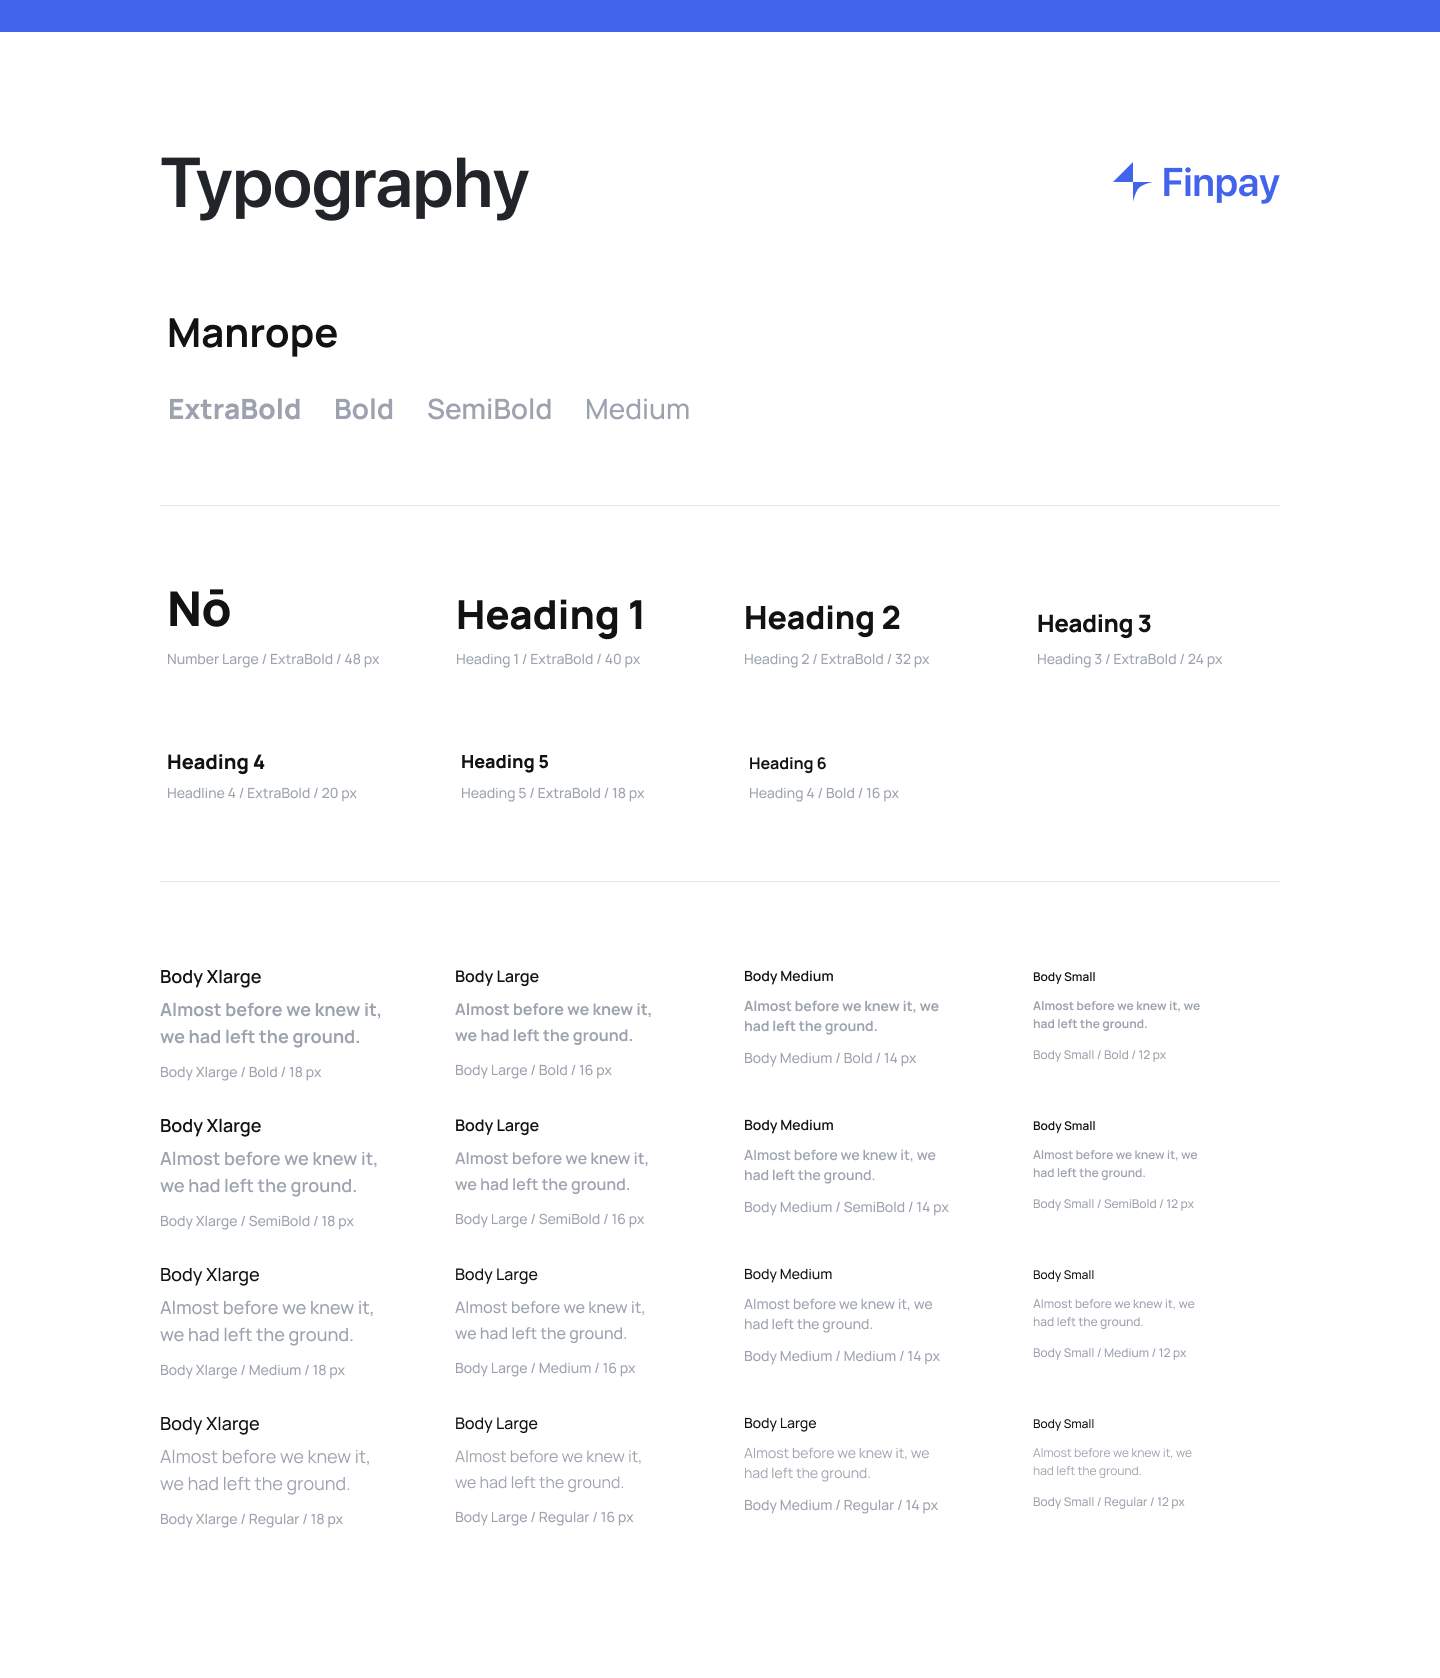 Typography
Finpay
Manrope
ExtraBold Bold SemiBold Medium
Nō
Number Large / ExtraBold / 48 px
Heading 1
Heading 1 / ExtraBold / 40 px
Heading 2
Heading 2 / ExtraBold / 32 px
Heading 3
Heading 3 / ExtraBold / 24 px
Heading 4
Headline 4 / ExtraBold / 20 px
Heading 5
Heading 5 / ExtraBold / 18 px
Heading 6
Heading 4 / Bold / 16 px
Body Xlarge
Almost before we knew it,
we had left the ground.
Body Xlarge / Bold / 18 px
Body Large
Almost before we knew it,
we had left the ground.
Body Large / Bold / 16 px
Body Medium
Almost before we knew it, we
had left the ground.
Body Medium / Bold / 14 px
Body Small
Almost before we knew it, we
had left the ground.
Body Small / Bold / 12 px
Body Xlarge
Almost before we knew it,
we had left the ground.
Body Xlarge / SemiBold / 18 px
Body Large
Almost before we knew it,
we had left the ground.
Body Large / SemiBold / 16 px
Body Medium
Almost before we knew it, we
had left the ground.
Body Medium / SemiBold / 14 px
Body Small
Almost before we knew it, we
had left the ground.
Body Small / SemiBold / 12 px
Body Xlarge
Almost before we knew it,
we had left the ground.
Body Xlarge / Medium / 18 px
Body Large
Almost before we knew it,
we had left the ground.
Body Large / Medium / 16 px
Body Medium
Almost before we knew it, we
had left the ground.
Body Medium / Medium / 14 px
Body Small
Almost before we knew it, we
had left the ground.
Body Small / Medium / 12 px
Body Xlarge
Almost before we knew it,
we had left the ground.
Body Xlarge / Regular / 18 px
Body Large
Almost before we knew it,
we had left the ground.
Body Large / Regular / 16 px
Body Large
Almost before we knew it, we
had left the ground.
Body Medium / Regular / 14 px
Body Small
Almost before we knew it, we
had left the ground.
Body Small / Regular / 12 px